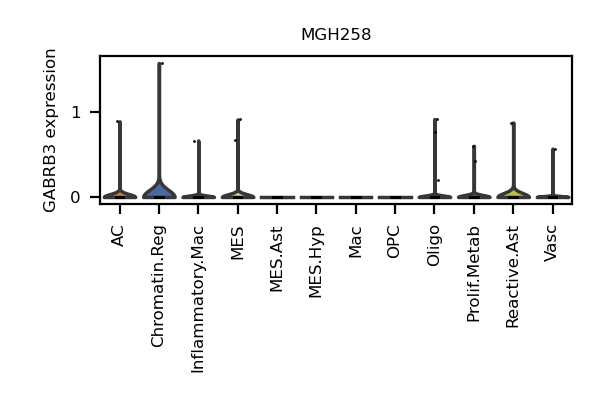 MGH258
GABRB3 expression
1
0
AC
Chromatin.Reg
Inflammatory.Mac
MES
MES.Ast
MES.Hyp
Mac
OPC
Oligo
Prolif.Metab
Reactive.Ast
Vasc